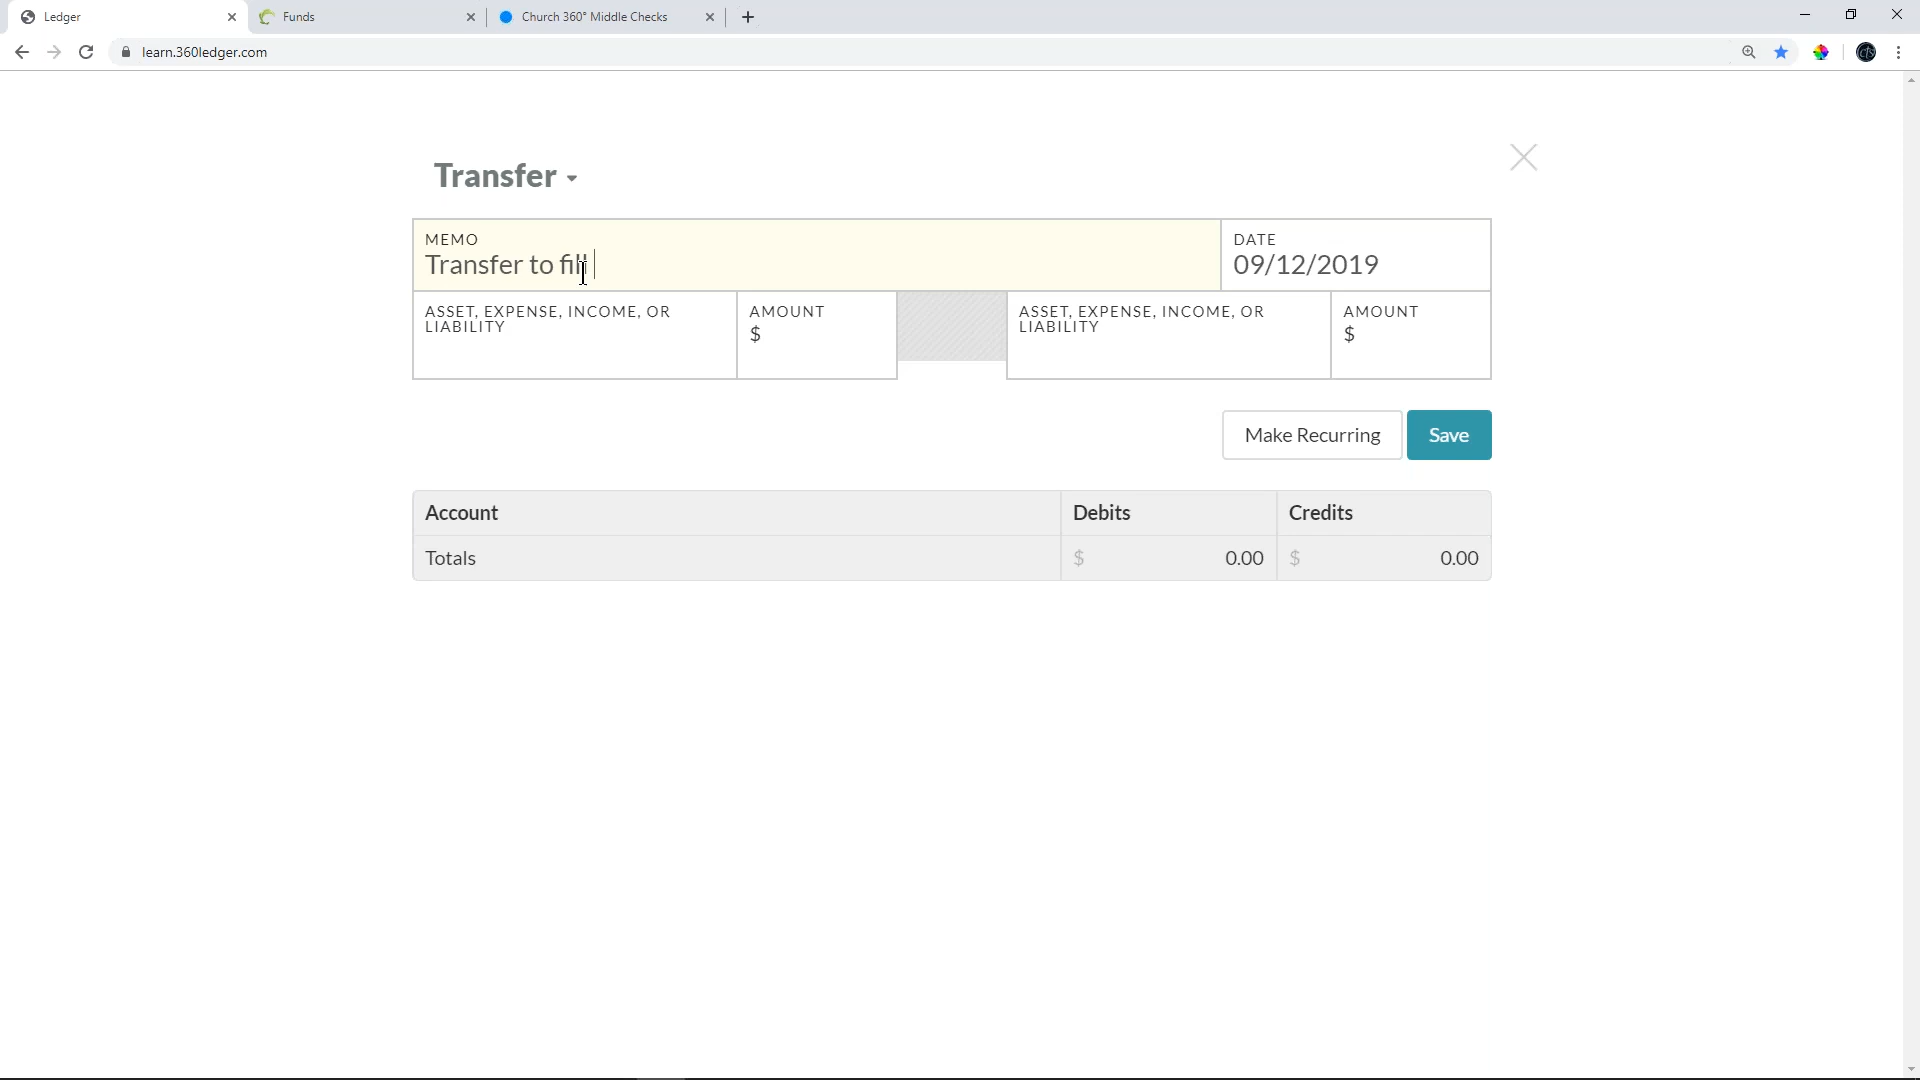 Ledger
Funds
Church 360° Middle Checks
learn.360ledger.com
Transfer
MEMO
Transfer to fill
DATE
09/12/2019
ASSET, EXPENSE, INCOME, OR
LIABILITY
AMOUNT
$
ASSET, EXPENSE, INCOME, OR
LIABILITY
AMOUNT
$
Make Recurring
Save
Account
Debits
Credits
Totals
$ 0.00
$ 0.00